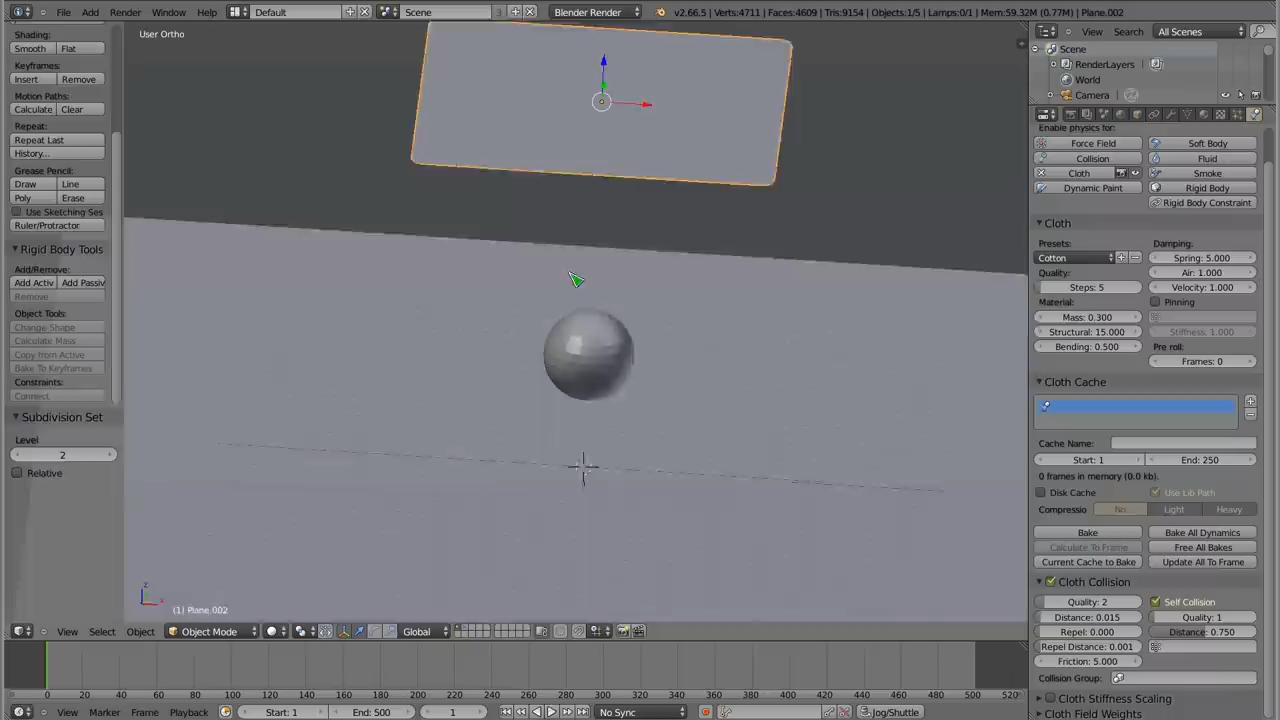 File Add Render Window Help Default Scene 3 Blender Render v2.66.5 | Verts:4711 | Faces:4609 | Tris:9154 | Objects:1/5 | Lamps:0/1 | Mem:59.32M (0.77M) | Plane.002
Shading:
Smooth Flat
Keyframes:
Insert Remove
Motion Paths:
Calculate Clear
Repeat:
Repeat Last
History...
Grease Pencil:
Draw Line
Poly Erase
Use Sketching Ses
Ruler/Protractor
Rigid Body Tools
Add/Remove:
Add Activ Add Passiv
Remove
Object Tools:
Change Shape
Calculate Mass
Copy from Active
Bake To Keyframes
Constraints:
Connect
Subdivision Set
Level
2
Relative
User Ortho
z
x
(1) Plane.002
View Search All Scenes
Scene
RenderLayers
World
Camera
Enable physics for:
Force Field Soft Body
Collision Fluid
Cloth Smoke
Dynamic Paint Rigid Body
Rigid Body Constraint
Cloth
Presets: Damping:
Cotton Spring: 5.000
Quality: Air: 1.000
Steps: 5 Velocity: 1.000
Material: Pinning
Mass: 0.300
Structural: 15.000 Stiffness: 1.000
Bending: 0.500 Pre roll:
Frames: 0
Cloth Cache
Cache Name:
Start: 1 End: 250
0 frames in memory (0.0 kb).
Disk Cache Use Lib Path
Compressio No... Light Heavy
Bake Bake All Dynamics
Calculate To Frame Free All Bakes
Current Cache to Bake Update All To Frame
Cloth Collision
Quality: 2 Self Collision
Distance: 0.015 Quality: 1
Repel: 0.000 Distance: 0.750
Repel Distance: 0.001
Friction: 5.000
Collision Group:
Cloth Stiffness Scaling
Cloth Field Weights
View Select Object Object Mode Global
0 20 40 60 80 100 120 140 160 180 200 220 240 260 280 300 320 340 360 380 400 420 440 460 480 500 520
View Marker Frame Playback Start: 1 End: 500 1 No Sync Jog/Shuttle